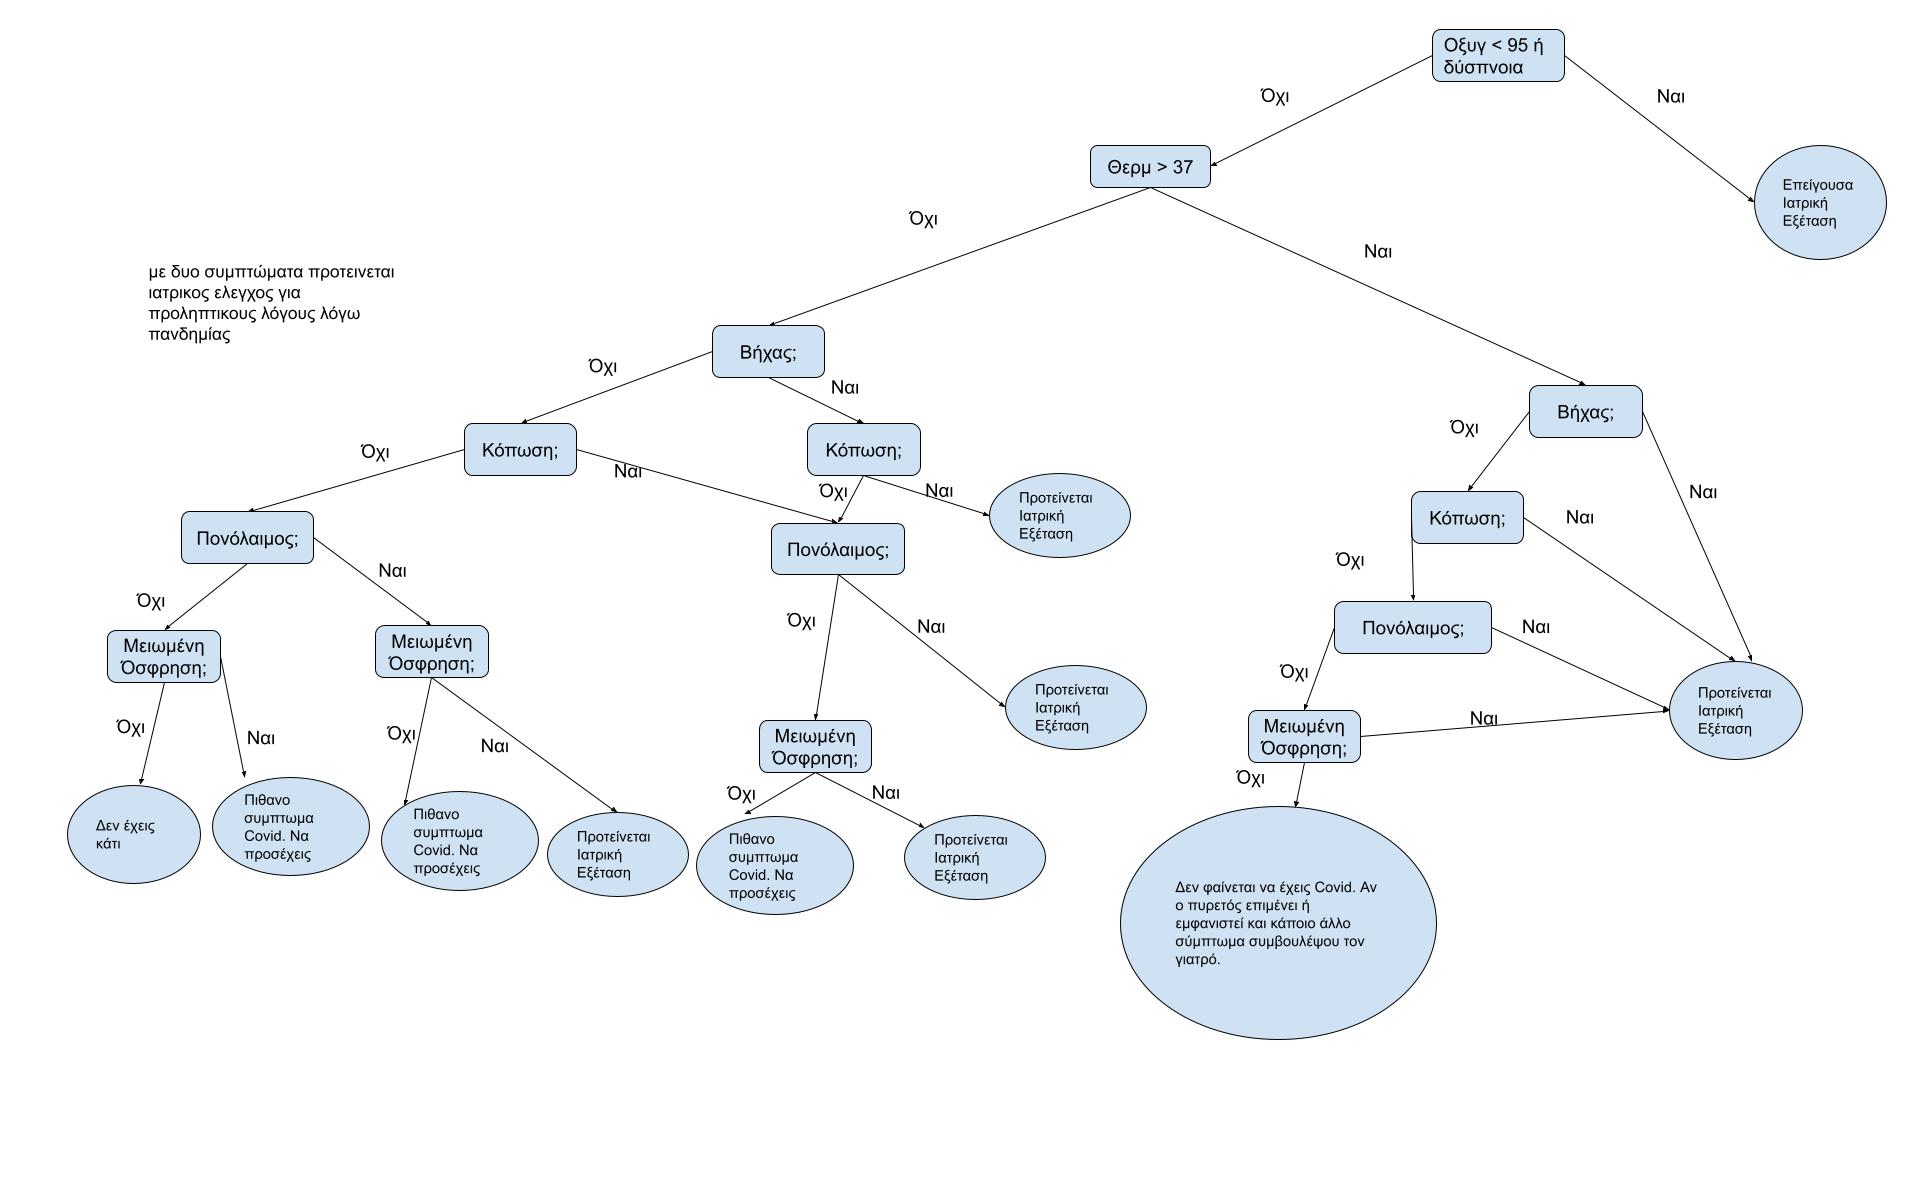 Οξυγ < 95 ή
δύσπνοια
Όχι
Ναι
Θερμ > 37
Επείγουσα
Ιατρική
Εξέταση
Όχι
Ναι
με δυο συμπτώματα προτεινεται
ιατρικος ελεγχος για
προληπτικους λόγους λόγω
πανδημίας
Βήχας;
Όχι
Ναι
Βήχας;
Όχι
Ναι
Κόπωση;
Κόπωση;
Όχι
Ναι
Όχι
Ναι
Προτείνεται
Ιατρική
Εξέταση
Κόπωση;
Ναι
Όχι
Πονόλαιμος;
Πονόλαιμος;
Όχι
Ναι
Όχι
Ναι
Πονόλαιμος;
Ναι
Όχι
Μειωμένη
Όσφρηση;
Μειωμένη
Όσφρηση;
Προτείνεται
Ιατρική
Εξέταση
Προτείνεται
Ιατρική
Εξέταση
Μειωμένη
Όσφρηση;
Μειωμένη
Όσφρηση;
Ναι
Όχι
Όχι
Ναι
Όχι
Ναι
Όχι
Ναι
Δεν έχεις
κάτι
Πιθανο
συμπτωμα
Covid. Να
προσέχεις
Πιθανο
συμπτωμα
Covid. Να
προσέχεις
Προτείνεται
Ιατρική
Εξέταση
Πιθανο
συμπτωμα
Covid. Να
προσέχεις
Προτείνεται
Ιατρική
Εξέταση
Δεν φαίνεται να έχεις Covid. Αν
ο πυρετός επιμένει ή
εμφανιστεί και κάποιο άλλο
σύμπτωμα συμβουλέψου τον
γιατρό.